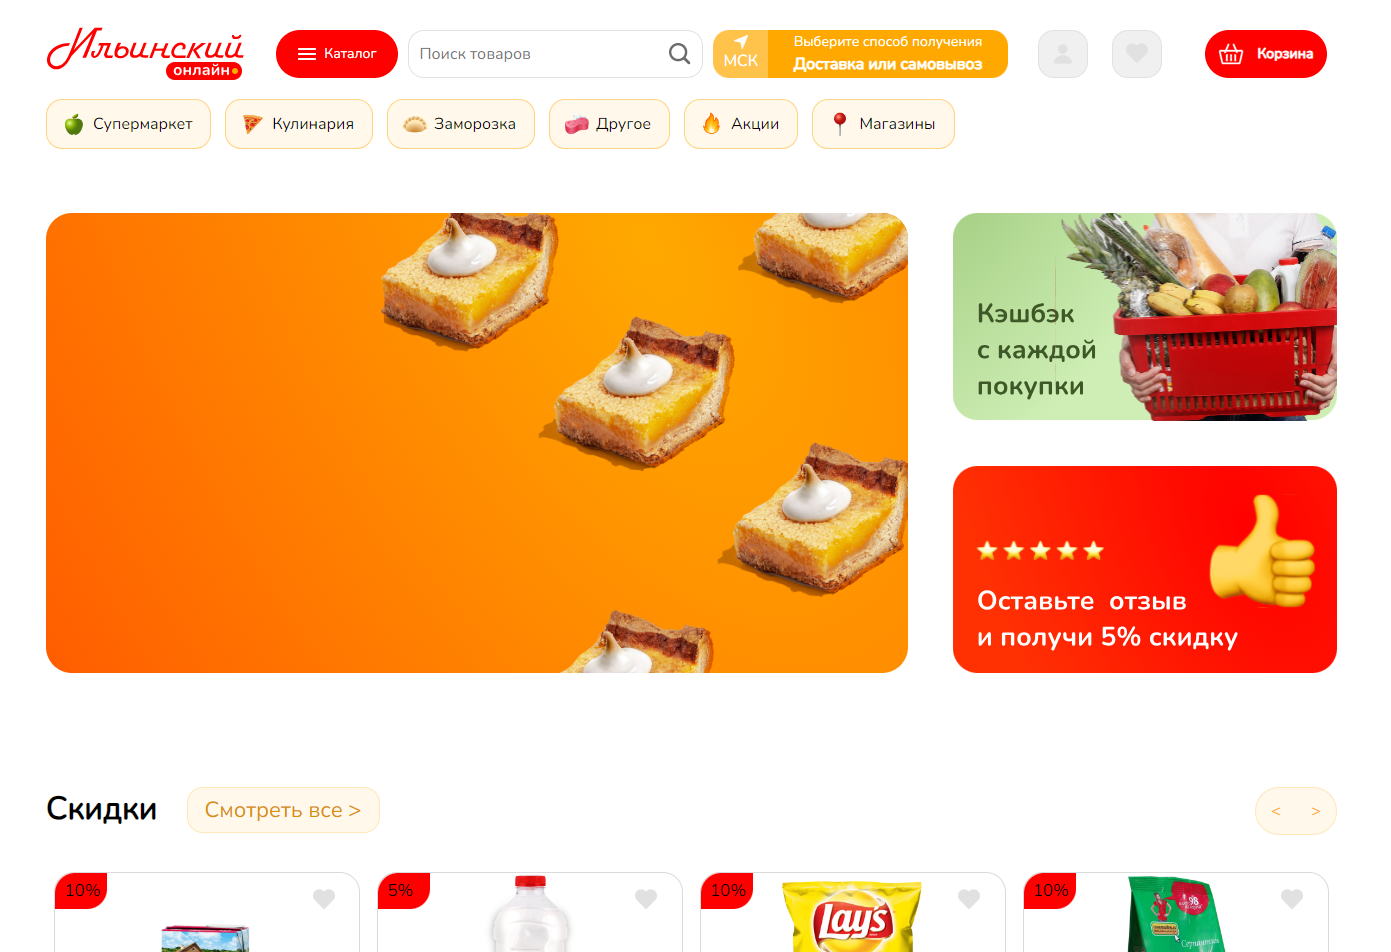 Ильинский
онлайн
Каталог
Поиск товаров
МСК
Выберите способ получения
Доставка или самовывоз
Корзина
Супермаркет
Кулинария
Заморозка
Другое
Акции
Магазины
Кэшбэк
с каждой
покупки
Оставьте отзыв
и получи 5% скидку
Скидки
Смотреть все >
< >
10%
5%
10%
10%
Lay's
98